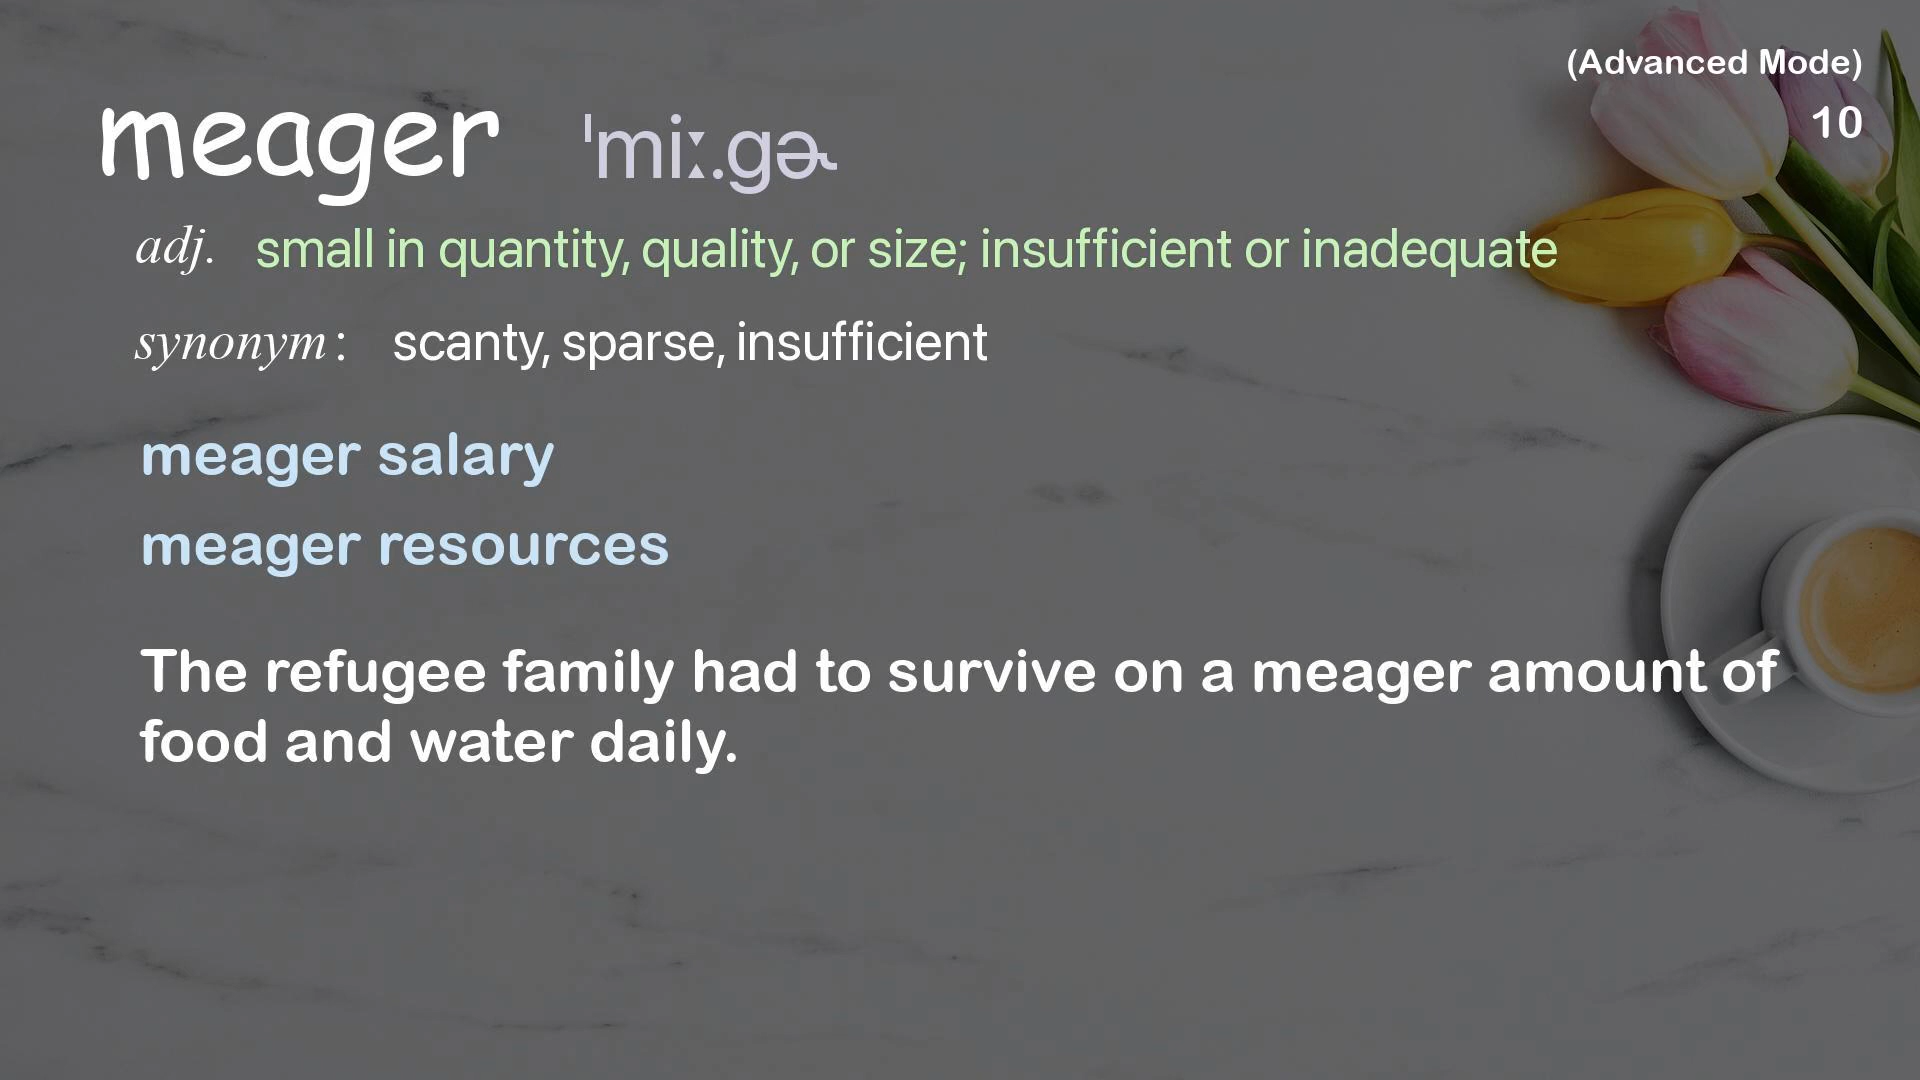 (Advanced Mode)
10
meager ˈmiː.gɚ
adj. small in quantity, quality, or size; insufficient or inadequate
synonym: scanty, sparse, insufficient
meager salary
meager resources
The refugee family had to survive on a meager amount of
food and water daily.